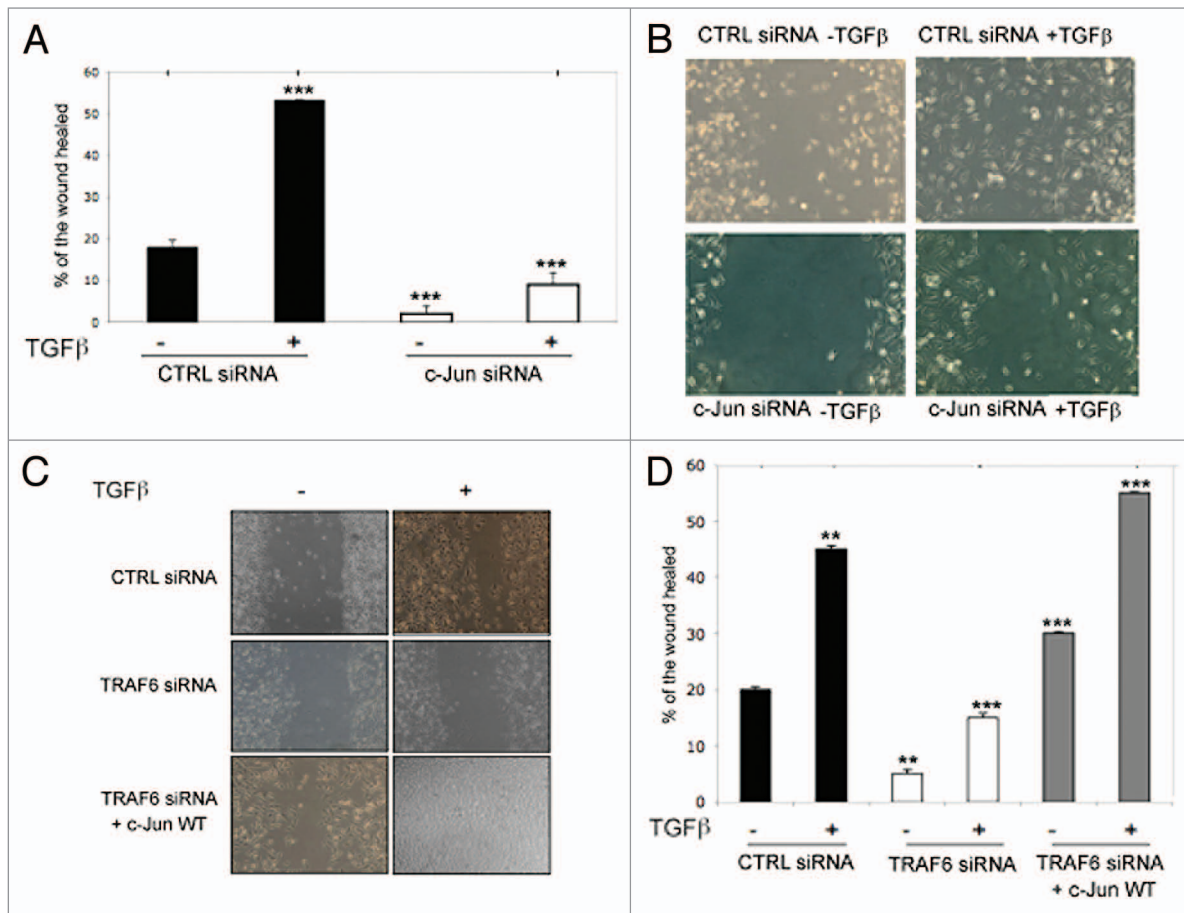 A
% of the wound healed
60
50
40
30
20
10
0
***
***
***
TGFβ
- + - +
CTRL siRNA c-Jun siRNA
B
CTRL siRNA -TGFβ CTRL siRNA +TGFβ
c-Jun siRNA -TGFβ c-Jun siRNA +TGFβ
C
TGFβ - +
CTRL siRNA
TRAF6 siRNA
TRAF6 siRNA
+ c-Jun WT
D
% of the wound healed
60
50
40
30
20
10
0
**
**
***
***
***
TGFβ - + - + - +
CTRL siRNA TRAF6 siRNA TRAF6 siRNA
+ c-Jun WT